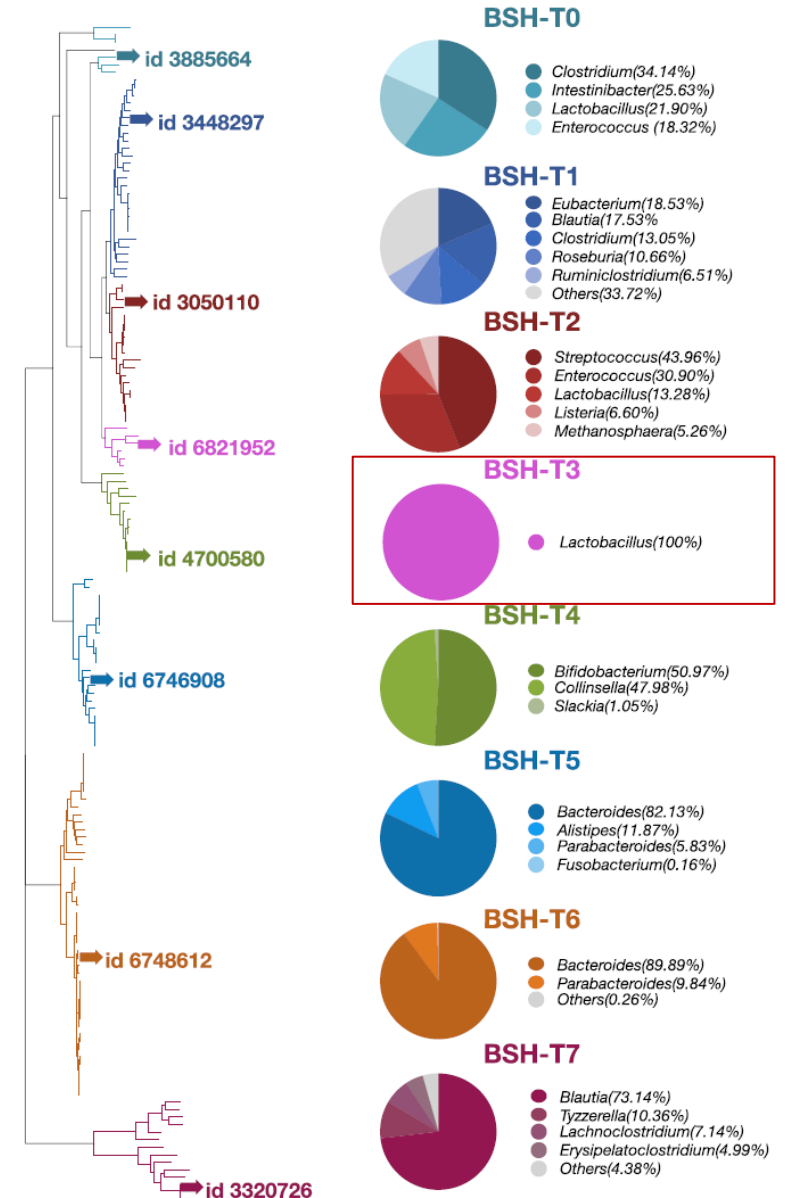 BSH-T0
id 3885664
Clostridium(34.14%)
Intestinibacter(25.63%)
Lactobacillus(21.90%)
Enterococcus (18.32%)
id 3448297
BSH-T1
Eubacterium(18.53%)
Blautia(17.53%
Clostridium(13.05%)
Roseburia(10.66%)
Ruminiclostridium(6.51%)
Others(33.72%)
id 3050110
BSH-T2
Streptococcus(43.96%)
Enterococcus(30.90%)
Lactobacillus(13.28%)
Listeria(6.60%)
Methanosphaera(5.26%)
id 6821952
BSH-T3
Lactobacillus(100%)
id 4700580
BSH-T4
Bifidobacterium(50.97%)
Collinsella(47.98%)
Slackia(1.05%)
id 6746908
BSH-T5
Bacteroides(82.13%)
Alistipes(11.87%)
Parabacteroides(5.83%)
Fusobacterium(0.16%)
id 6748612
BSH-T6
Bacteroides(89.89%)
Parabacteroides(9.84%)
Others(0.26%)
BSH-T7
Blautia(73.14%)
Tyzzerella(10.36%)
Lachnoclostridium(7.14%)
Erysipelatoclostridium(4.99%)
Others(4.38%)
id 3320726